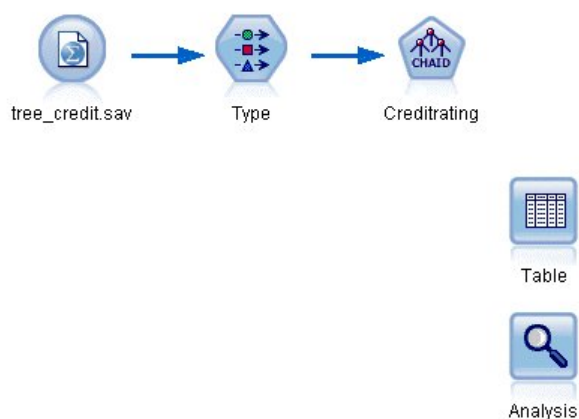 CHAID
tree_credit.sav
Type
Creditrating
Table
Analysis